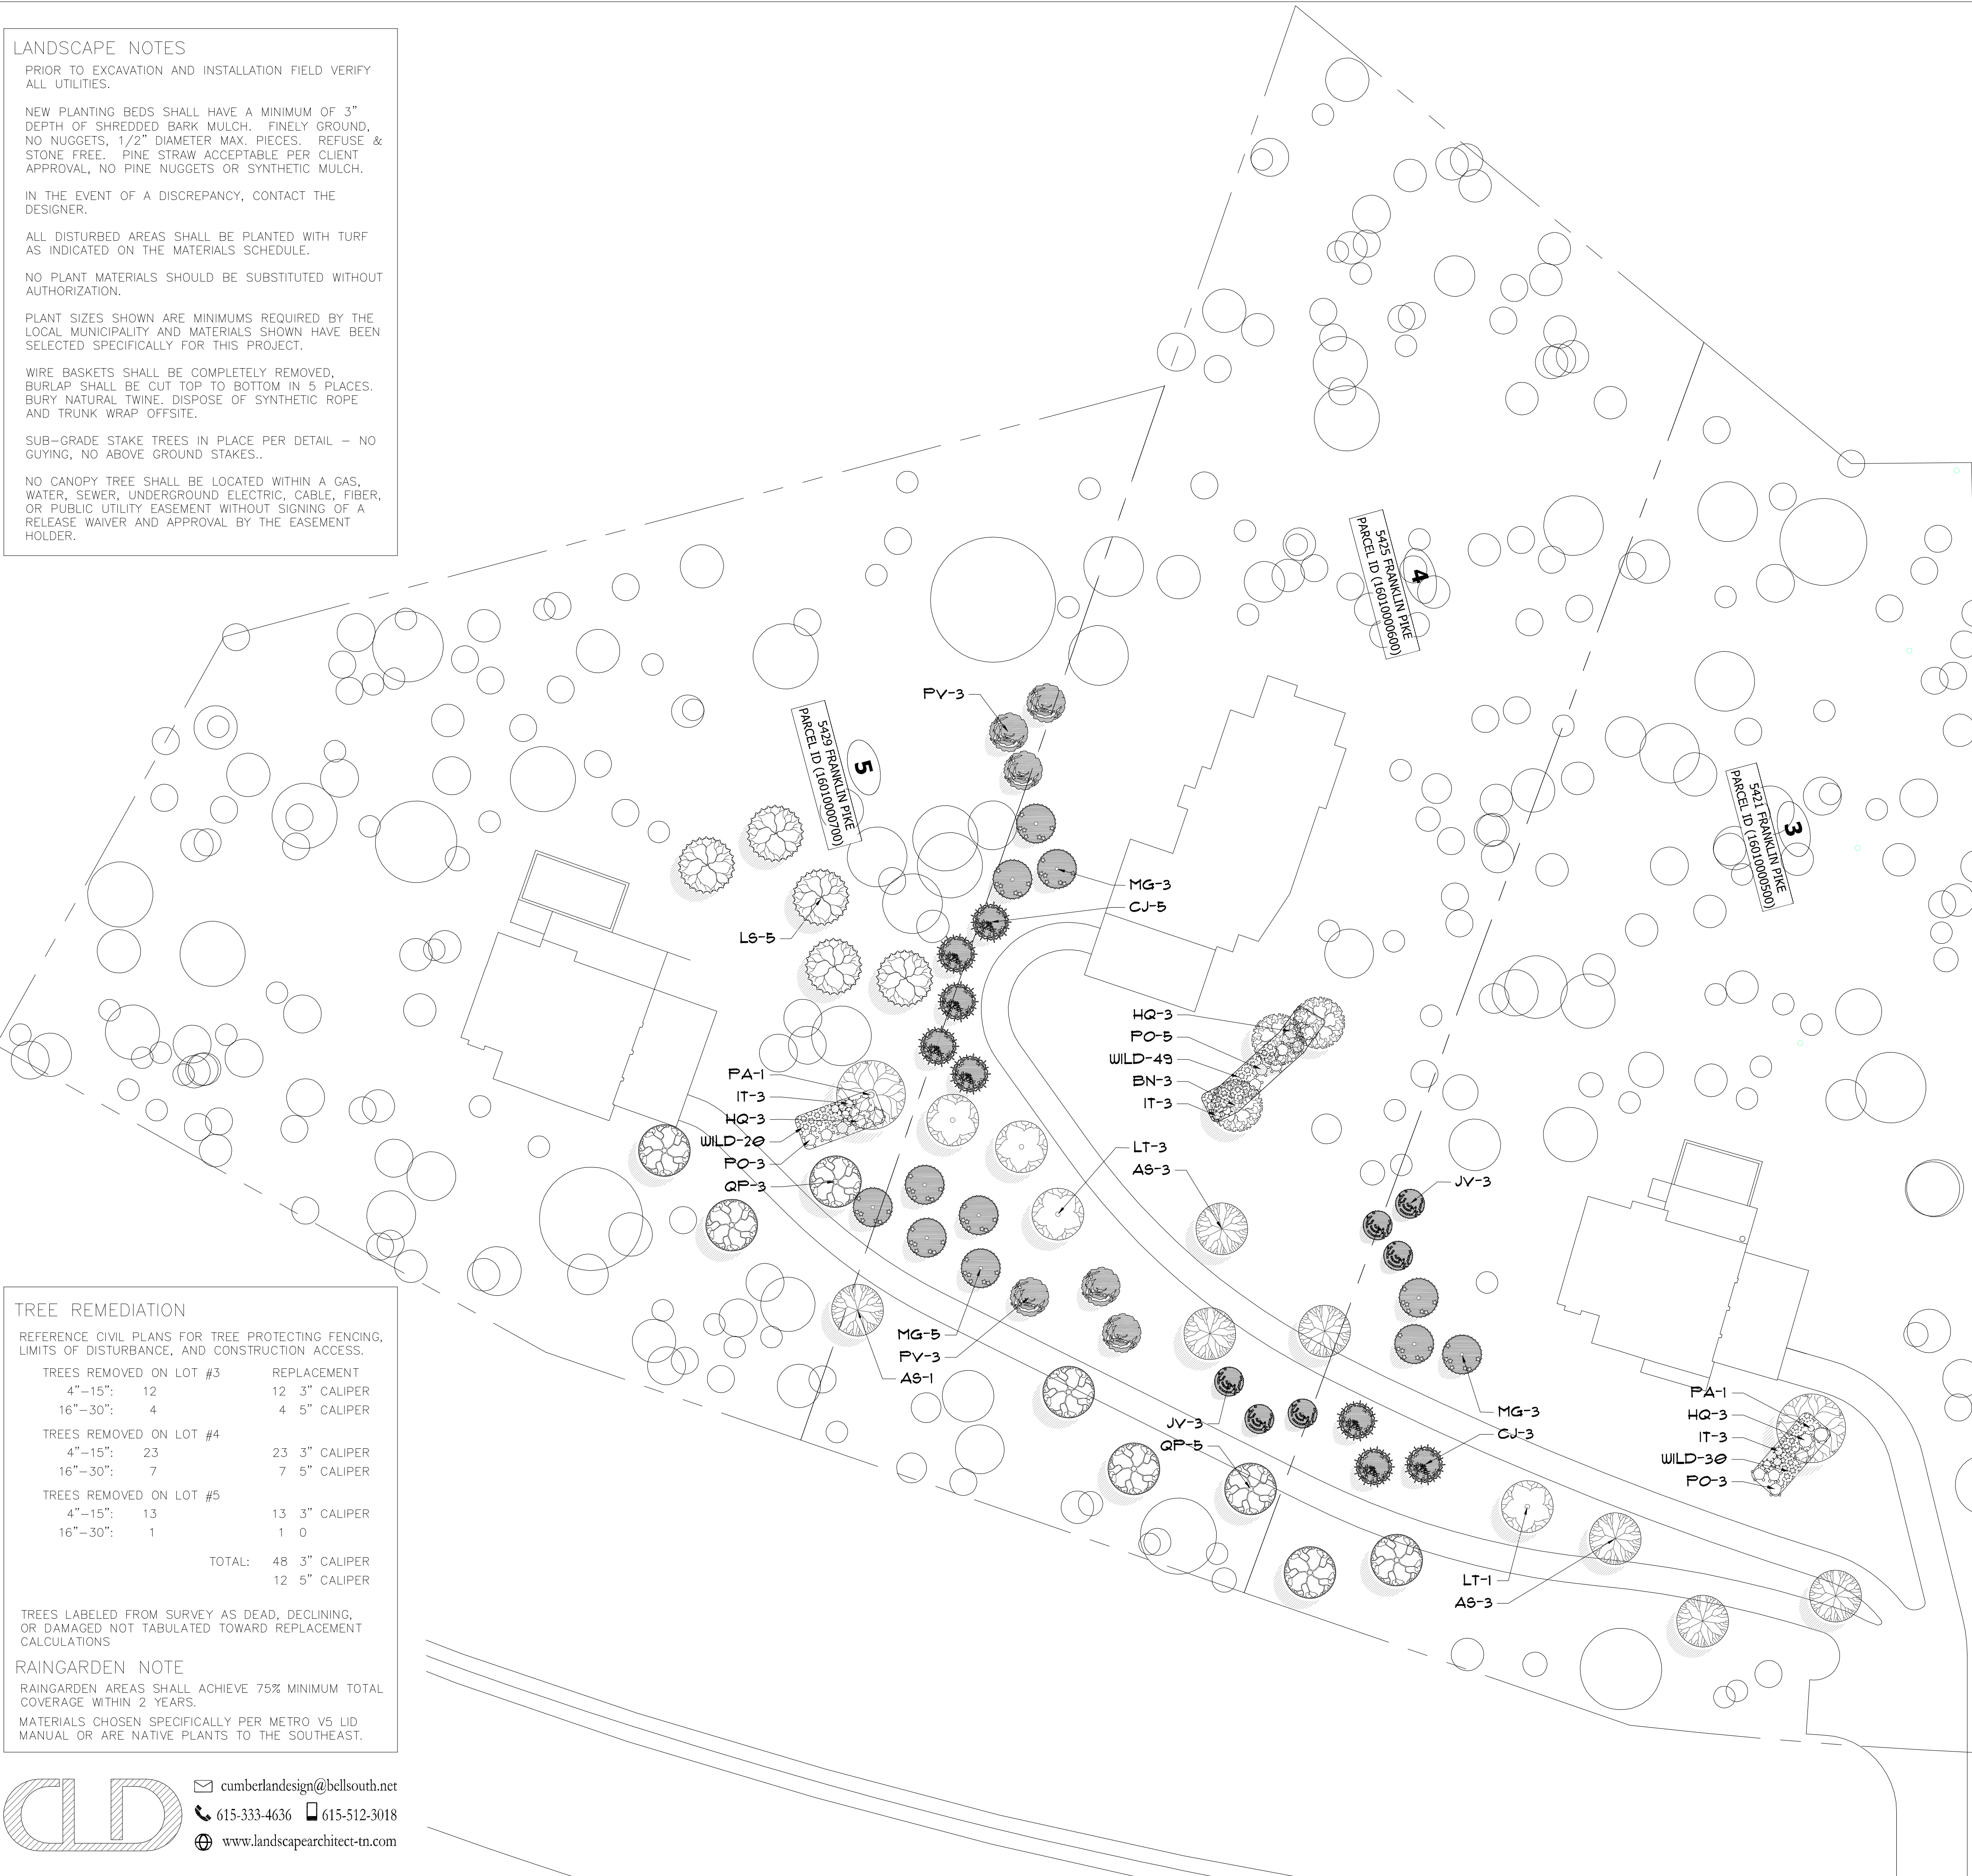 LANDSCAPE NOTES
PRIOR TO EXCAVATION AND INSTALLATION FIELD VERIFY
ALL UTILITIES.
NEW PLANTING BEDS SHALL HAVE A MINIMUM OF 3”
DEPTH OF SHREDDED BARK MULCH. FINELY GROUND,
NO NUGGETS, 1/2” DIAMETER MAX. PIECES. REFUSE &
STONE FREE. PINE STRAW ACCEPTABLE PER CLIENT
APPROVAL, NO PINE NUGGETS OR SYNTHETIC MULCH.
IN THE EVENT OF A DISCREPANCY, CONTACT THE
DESIGNER.
ALL DISTURBED AREAS SHALL BE PLANTED WITH TURF
AS INDICATED ON THE MATERIALS SCHEDULE.
NO PLANT MATERIALS SHOULD BE SUBSTITUTED WITHOUT
AUTHORIZATION.
PLANT SIZES SHOWN ARE MINIMUMS REQUIRED BY THE
LOCAL MUNICIPALITY AND MATERIALS SHOWN HAVE BEEN
SELECTED SPECIFICALLY FOR THIS PROJECT.
WIRE BASKETS SHALL BE COMPLETELY REMOVED,
BURLAP SHALL BE CUT TOP TO BOTTOM IN 5 PLACES.
BURY NATURAL TWINE. DISPOSE OF SYNTHETIC ROPE
AND TRUNK WRAP OFFSITE.
SUB-GRADE STAKE TREES IN PLACE PER DETAIL – NO
GUYING, NO ABOVE GROUND STAKES..
NO CANOPY TREE SHALL BE LOCATED WITHIN A GAS,
WATER, SEWER, UNDERGROUND ELECTRIC, CABLE, FIBER,
OR PUBLIC UTILITY EASEMENT WITHOUT SIGNING OF A
RELEASE WAIVER AND APPROVAL BY THE EASEMENT
HOLDER.
4
5425 FRANKLIN PIKE
PARCEL ID (16010000600)
5
5429 FRANKLIN PIKE
PARCEL ID (16010000700)
3
5421 FRANKLIN PIKE
PARCEL ID (16010000500)
PV-3
MG-3
CJ-5
LS-5
HQ-3
PO-5
WILD-49
BN-3
IT-3
PA-1
IT-3
HQ-3
WILD-20
PO-3
QP-3
LT-3
AS-3
JV-3
MG-5
PV-3
AS-1
JV-3
QP-5
MG-3
CJ-3
PA-1
HQ-3
IT-3
WILD-30
PO-3
LT-1
AS-3
TREE REMEDIATION
REFERENCE CIVIL PLANS FOR TREE PROTECTING FENCING,
LIMITS OF DISTURBANCE, AND CONSTRUCTION ACCESS.
TREES REMOVED ON LOT #3 REPLACEMENT
4”–15”: 12 12 3” CALIPER
16”–30”: 4 4 5” CALIPER
TREES REMOVED ON LOT #4
4”–15”: 23 23 3” CALIPER
16”–30”: 7 7 5” CALIPER
TREES REMOVED ON LOT #5
4”–15”: 13 13 3” CALIPER
16”–30”: 1 1 0
TOTAL: 48 3” CALIPER
12 5” CALIPER
TREES LABELED FROM SURVEY AS DEAD, DECLINING,
OR DAMAGED NOT TABULATED TOWARD REPLACEMENT
CALCULATIONS
RAINGARDEN NOTE
RAINGARDEN AREAS SHALL ACHIEVE 75% MINIMUM TOTAL
COVERAGE WITHIN 2 YEARS.
MATERIALS CHOSEN SPECIFICALLY PER METRO V5 LID
MANUAL OR ARE NATIVE PLANTS TO THE SOUTHEAST.
CLD
cumberlandesign@bellsouth.net
615-333-4636 615-512-3018
www.landscapearchitect-tn.com